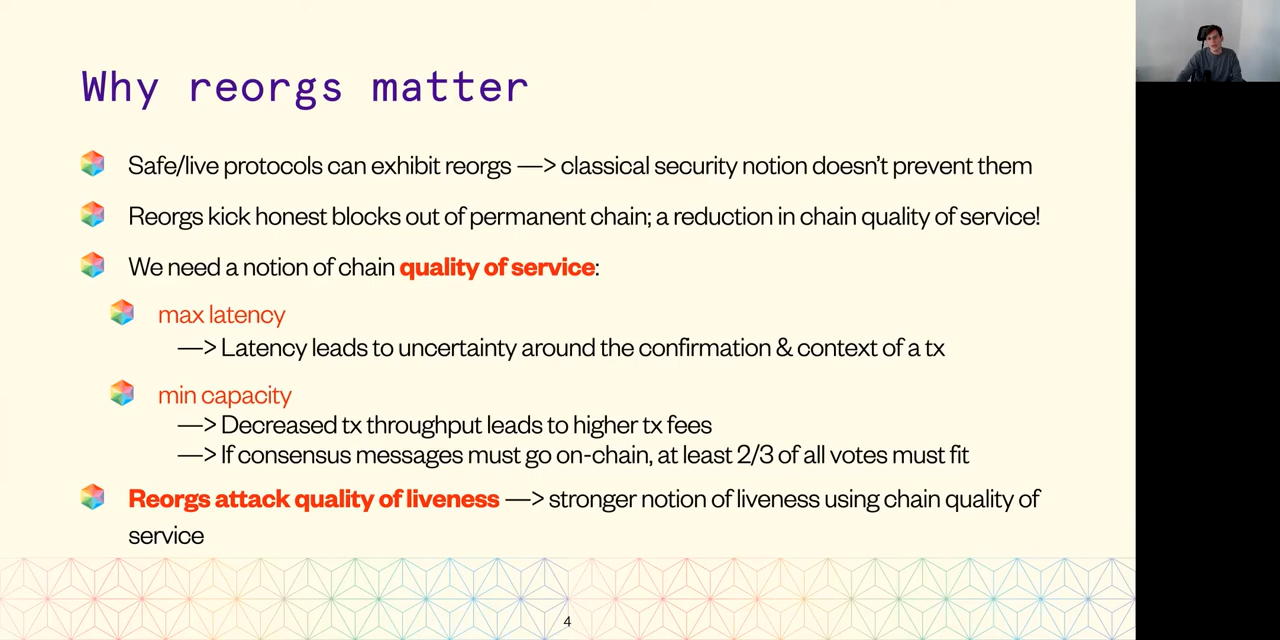 Why reorgs matter
Safe/live protocols can exhibit reorgs —> classical security notion doesn’t prevent them
Reorgs kick honest blocks out of permanent chain; a reduction in chain quality of service!
We need a notion of chain quality of service:
max latency
—> Latency leads to uncertainty around the confirmation & context of a tx
min capacity
—> Decreased tx throughput leads to higher tx fees
—> If consensus messages must go on-chain, at least 2/3 of all votes must fit
Reorgs attack quality of liveness —> stronger notion of liveness using chain quality of
service
4